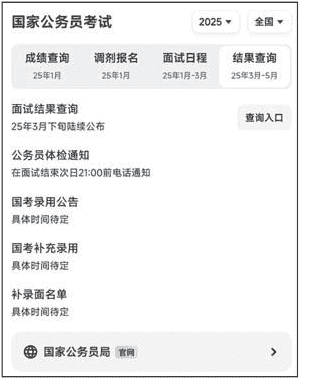 国家公务员考试
2025
全国
成绩查询
25年1月
调剂报名
25年1月
面试日程
25年1月-3月
结果查询
25年3月-5月
面试结果查询
25年3月下旬陆续公布
查询入口
公务员体检通知
在面试结束次日21:00前电话通知
国考录用公告
具体时间待定
国考补充录用
具体时间待定
补录面名单
具体时间待定
国家公务员局 官网